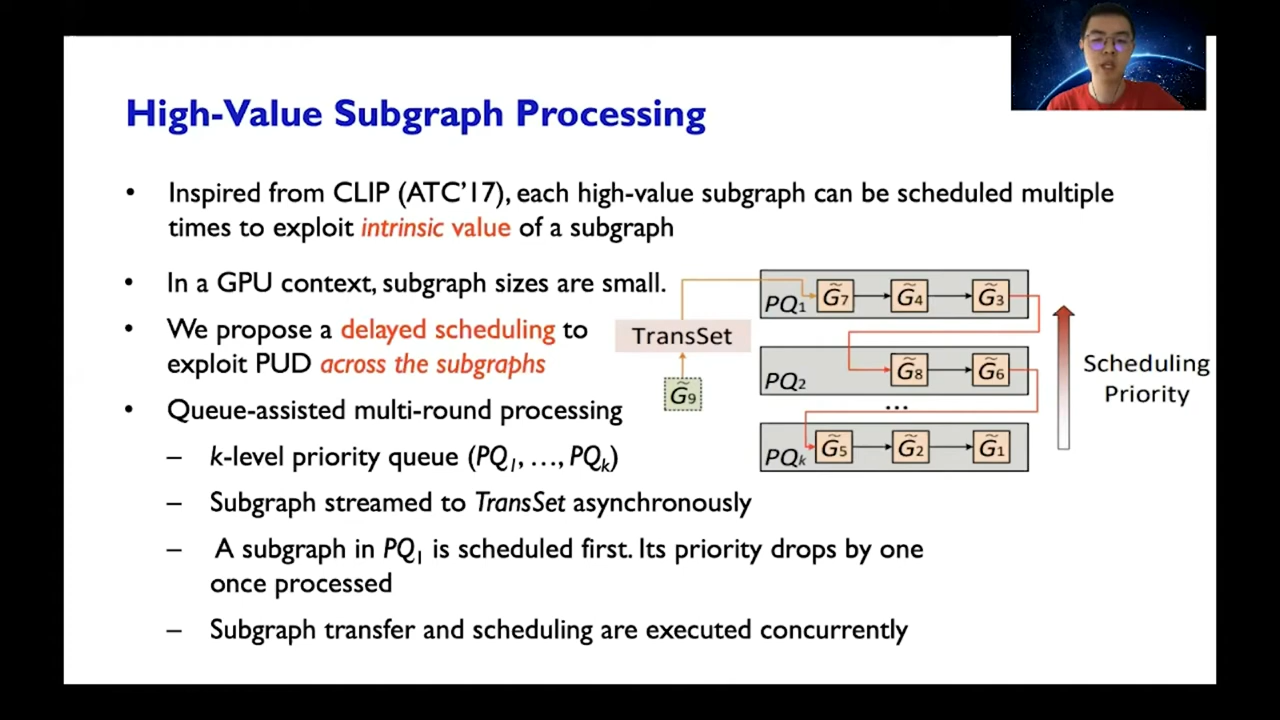 High-Value Subgraph Processing
• Inspired from CLIP (ATC'17), each high-value subgraph can be scheduled multiple
times to exploit intrinsic value of a subgraph
• In a GPU context, subgraph sizes are small.
• We propose a delayed scheduling to
exploit PUD across the subgraphs
• Queue-assisted multi-round processing
– k-level priority queue (PQ₁, …, PQₖ)
– Subgraph streamed to TransSet asynchronously
– A subgraph in PQ₁ is scheduled first. Its priority drops by one
once processed
– Subgraph transfer and scheduling are executed concurrently
TransSet
G̃₉
PQ₁ G̃₇ G̃₄ G̃₃
PQ₂ G̃₈ G̃₆
...
PQₖ G̃₅ G̃₂ G̃₁
Scheduling
Priority